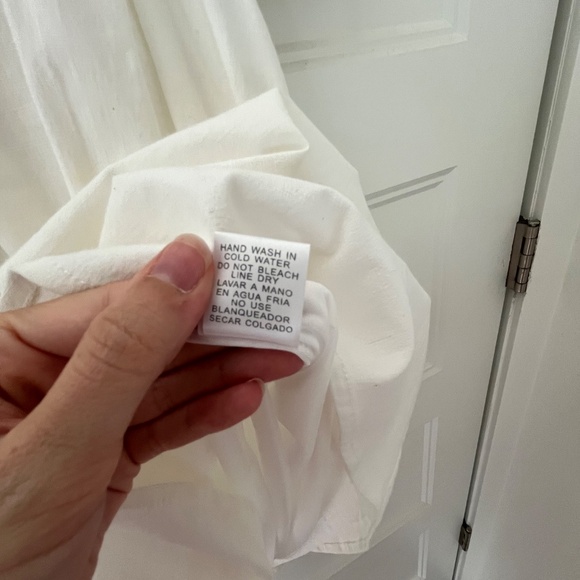 HAND WASH IN
COLD WATER
DO NOT BLEACH
LINE DRY
LAVAR A MANO
EN AGUA FRIA
NO USE
BLANQUEADOR
SECAR COLGADO